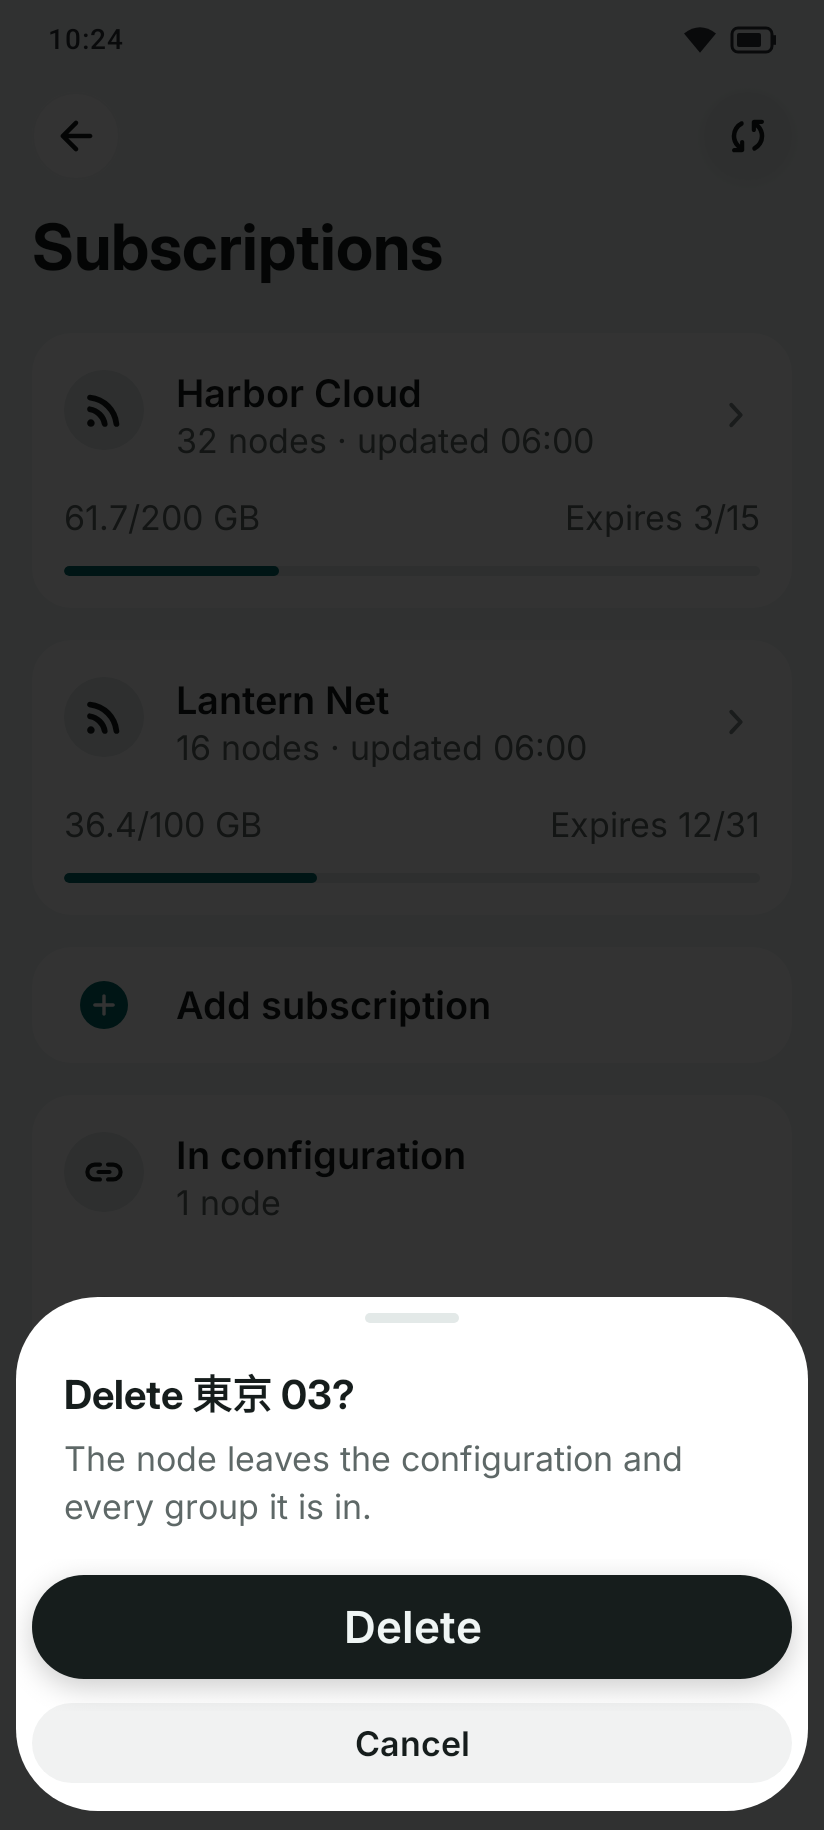 10:24
Subscriptions
Harbor Cloud
32 nodes · updated 06:00
61.7/200 GB
Expires 3/15
Lantern Net
16 nodes · updated 06:00
36.4/100 GB
Expires 12/31
Add subscription
In configuration
1 node
Delete 東京 03?
The node leaves the configuration and
every group it is in.
Delete
Cancel